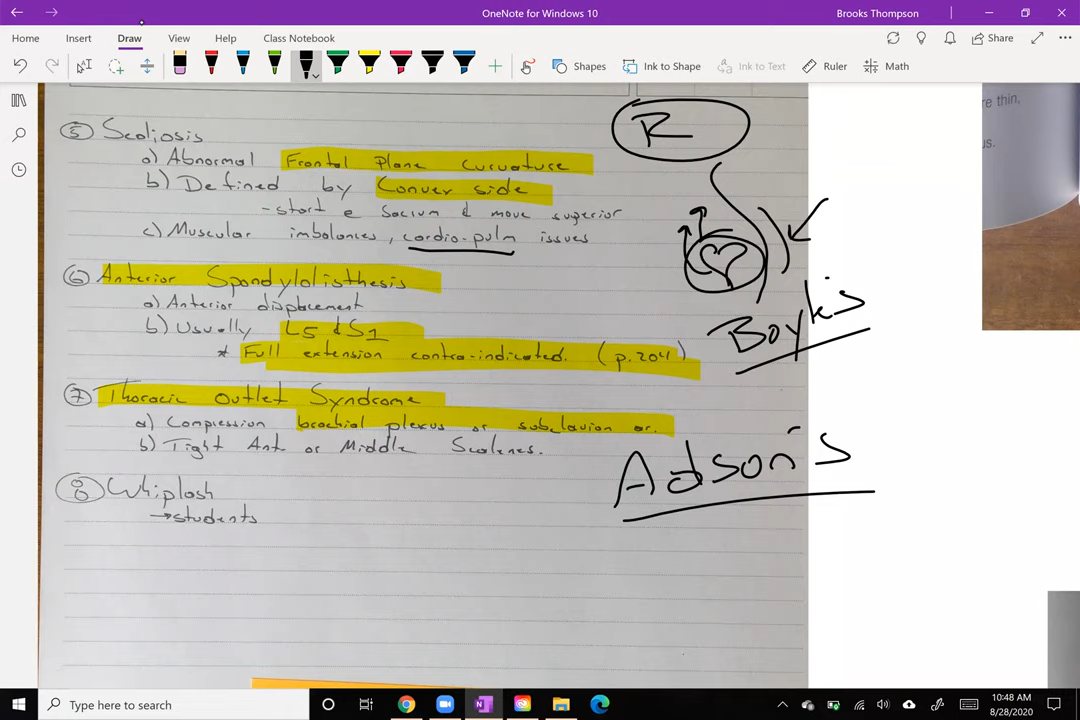 OneNote for Windows 10
Brooks Thompson
Home Insert Draw View Help Class Notebook
Share
Shapes Ink to Shape Ink to Text Ruler Math
re thin.
us.
R
5 Scoliosis
a) Abnormal Frontal plane curvature
b) Defined by Convex side
- start @ sacrum & move superior
c) Muscular imbalances, cardio-pulm issues
6 Anterior Spondylolisthesis
a) Anterior displacement
b) Usually L5 & S1
* Full extension contra-indicated. (p.204)
Boyles
7 Thoracic Outlet Syndrome
a) Compression brachial plexus or subclavian ar.
b) Tight Ant or Middle Scalenes.
Adson's
8 Whiplash
→ students
Type here to search
10:48 AM
8/28/2020